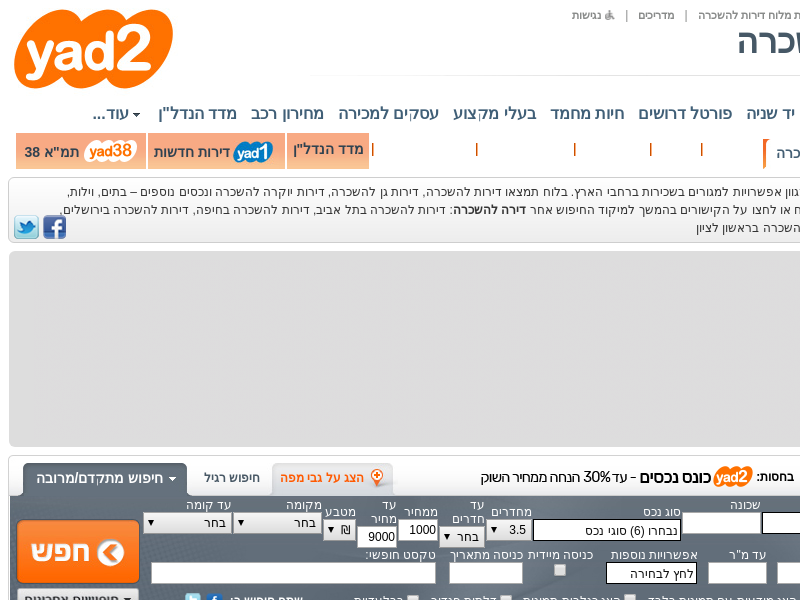 ת מלוח דירות להשכרה | מדריכים | נגישות
yad2
שכרה
יד שניה פורטל דרושים חיות מחמד בעלי מקצוע עסקים למכירה מחירון רכב מדד הנדל"ן עוד...
כרה
מדד הנדל"ן
yad1 דירות חדשות
yad38 תמ"א 38
גוון אפשרויות למגורים בשכירות ברחבי הארץ. בלוח תמצאו דירות להשכרה, דירות גן להשכרה, דירות יוקרה להשכרה ונכסים נוספים – בתים, וילות,
ח או לחצו על הקישורים בהמשך למיקוד החיפוש אחר דירה להשכרה: דירות להשכרה בתל אביב, דירות להשכרה בחיפה, דירות להשכרה בירושלים,
השכרה בראשון לציון
בחסות: yad2 כונס נכסים - עד 30% הנחה ממחיר השוק
הצג על גבי מפה
חיפוש רגיל
חיפוש מתקדם/מרובה
שכונה סוג נכס מחדרים עד חדרים ממחיר עד מחיר מטבע מקומה עד קומה
נבחרו (6) סוגי נכס 3.5 בחר 1000 9000 ₪ בחר בחר
חפש
עד מ"ר אפשרויות נוספות כניסה מיידית כניסה מתאריך טקסט חופשי:
לחץ לבחירה